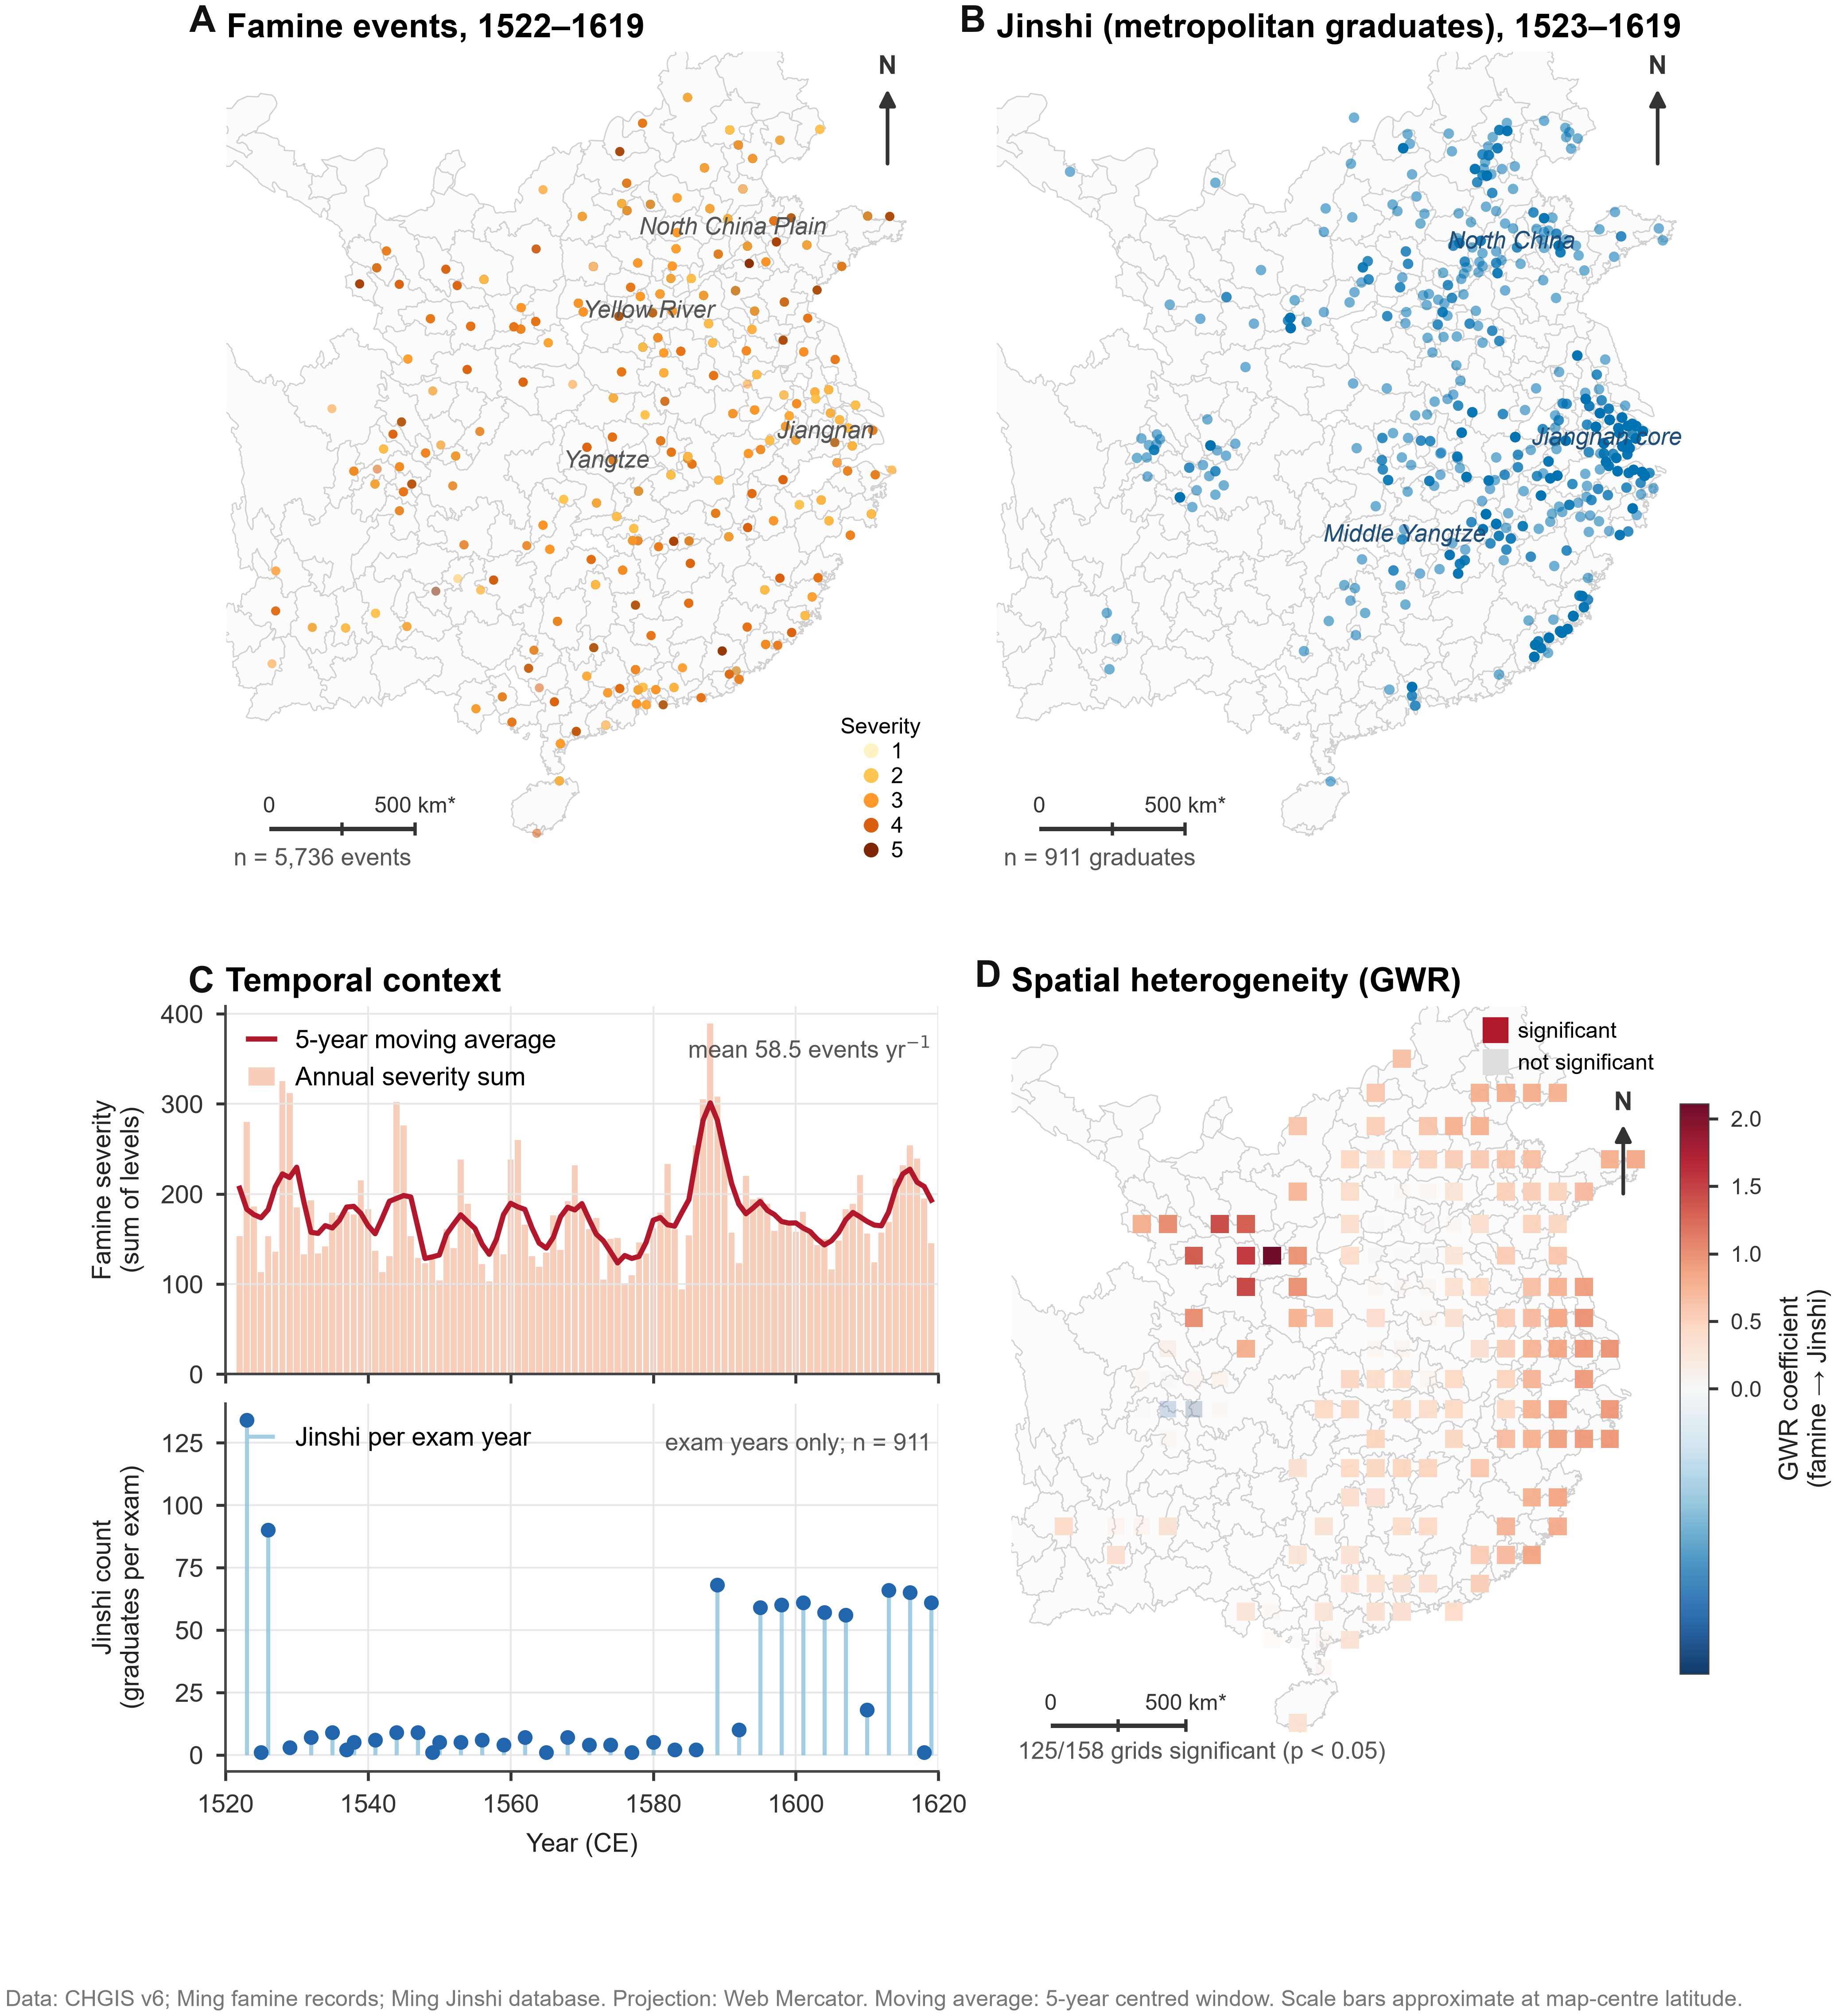 A Famine events, 1522–1619
N
North China Plain
Yellow River
Jiangnan
Yangtze
Severity
1
2
3
4
5
0 500 km*
n = 5,736 events
B Jinshi (metropolitan graduates), 1523–1619
N
North China
Jiangnan core
Middle Yangtze
0 500 km*
n = 911 graduates
C Temporal context
400
300
200
100
0
Famine severity
(sum of levels)
5-year moving average
Annual severity sum
mean 58.5 events yr⁻¹
125
100
75
50
25
0
Jinshi count
(graduates per exam)
Jinshi per exam year
exam years only; n = 911
1520 1540 1560 1580 1600 1620
Year (CE)
D Spatial heterogeneity (GWR)
significant
not significant
N
2.0
1.5
1.0
0.5
0.0
GWR coefficient
(famine → Jinshi)
0 500 km*
125/158 grids significant (p < 0.05)
Data: CHGIS v6; Ming famine records; Ming Jinshi database. Projection: Web Mercator. Moving average: 5-year centred window. Scale bars approximate at map-centre latitude.